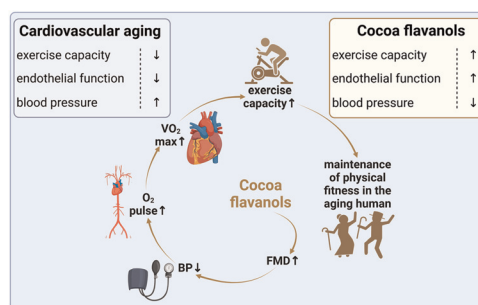 Cardiovascular aging
exercise capacity ↓
endothelial function ↓
blood pressure ↑
Cocoa flavanols
exercise capacity ↑
endothelial function ↑
blood pressure ↓
exercise
capacity↑
VO₂
max↑
maintenance
of physical
fitness in the
aging human
O₂
pulse↑
Cocoa
flavanols
BP↓
FMD↑